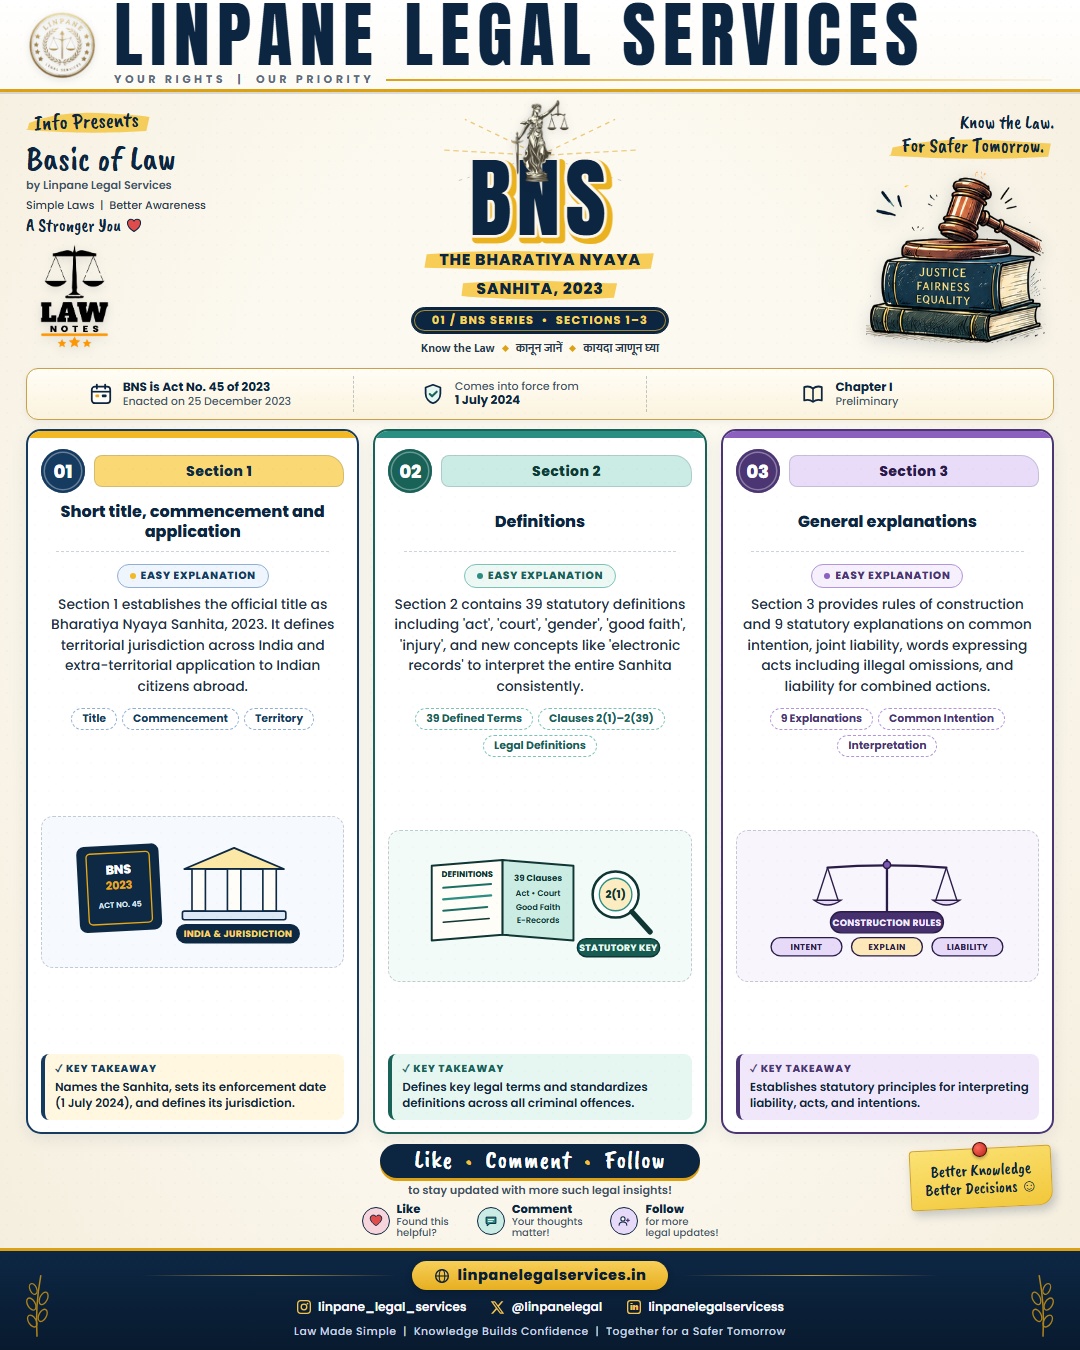 LINPANE LEGAL SERVICES
YOUR RIGHTS | OUR PRIORITY
Info Presents
Basic of Law
by Linpane Legal Services
Simple Laws | Better Awareness
A Stronger You
LAW
NOTES
BNS
THE BHARATIYA NYAYA
SANHITA, 2023
01 / BNS SERIES • SECTIONS 1–3
Know the Law ◆ कानून जानें ◆ कायदा जाणून घ्या
Know the Law.
For Safer Tomorrow.
JUSTICE
FAIRNESS
EQUALITY
BNS is Act No. 45 of 2023
Enacted on 25 December 2023
Comes into force from
1 July 2024
Chapter I
Preliminary
01
Section 1
Short title, commencement and
application
EASY EXPLANATION
Section 1 establishes the official title as
Bharatiya Nyaya Sanhita, 2023. It defines
territorial jurisdiction across India and
extra-territorial application to Indian
citizens abroad.
Title
Commencement
Territory
BNS
2023
ACT NO. 45
INDIA & JURISDICTION
✓ KEY TAKEAWAY
Names the Sanhita, sets its enforcement date
(1 July 2024), and defines its jurisdiction.
02
Section 2
Definitions
EASY EXPLANATION
Section 2 contains 39 statutory definitions
including 'act', 'court', 'gender', 'good faith',
'injury', and new concepts like 'electronic
records' to interpret the entire Sanhita
consistently.
39 Defined Terms
Clauses 2(1)–2(39)
Legal Definitions
DEFINITIONS
39 Clauses
Act • Court
Good Faith
E-Records
2(1)
STATUTORY KEY
✓ KEY TAKEAWAY
Defines key legal terms and standardizes
definitions across all criminal offences.
03
Section 3
General explanations
EASY EXPLANATION
Section 3 provides rules of construction
and 9 statutory explanations on common
intention, joint liability, words expressing
acts including illegal omissions, and
liability for combined actions.
9 Explanations
Common Intention
Interpretation
CONSTRUCTION RULES
INTENT
EXPLAIN
LIABILITY
✓ KEY TAKEAWAY
Establishes statutory principles for interpreting
liability, acts, and intentions.
Like • Comment • Follow
to stay updated with more such legal insights!
Like
Found this
helpful?
Comment
Your thoughts
matter!
Follow
for more
legal updates!
Better Knowledge
Better Decisions ☺
linpanelegalservices.in
linpane_legal_services
@linpanelegal
linpanelegalservicess
Law Made Simple | Knowledge Builds Confidence | Together for a Safer Tomorrow